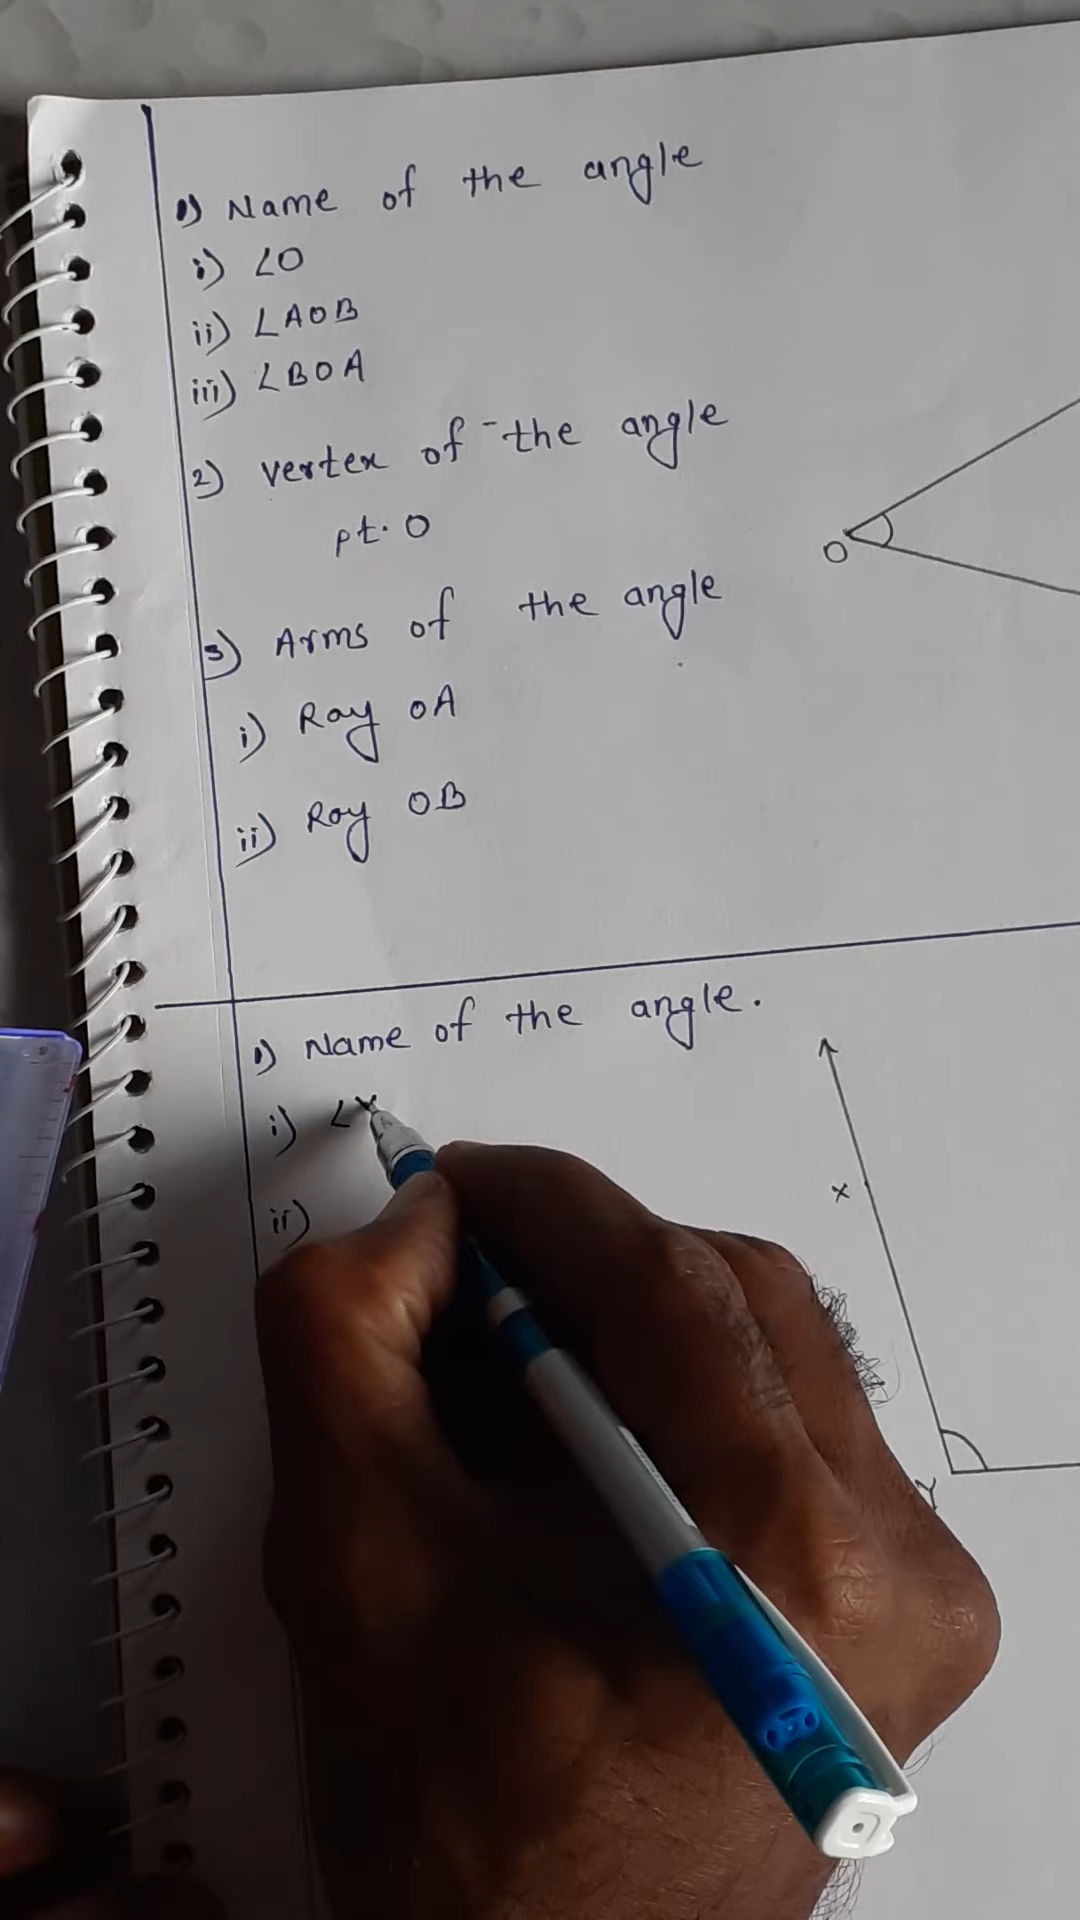 1) Name of the angle
i) ∠O
ii) ∠AOB
iii) ∠BOA
2) vertex of the angle
pt. O
O
3) Arms of the angle
i) Ray OA
ii) Ray OB
1) Name of the angle.
i) ∠Y
X
ii)
Y